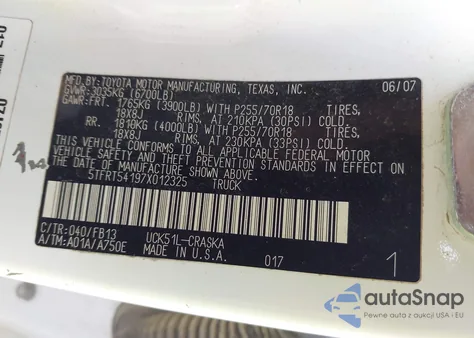 MFD.BY:TOYOTA MOTOR MANUFACTURING, TEXAS, INC. 06/07
GVWR:3035KG(6700LB)
GAWR:FRT. 1765KG(3900LB)WITH P255/70R18 TIRES,
18X8J RIMS, AT 210KPA(30PSI)COLD.
RR. 1810KG(4000LB)WITH P255/70R18 TIRES,
18X8J RIMS, AT 230KPA(33PSI)COLD.
THIS VEHICLE CONFORMS TO ALL APPLICABLE FEDERAL MOTOR
VEHICLE SAFETY STANDARDS IN EFFECT ON THE
DATE OF MANUFACTURE SHOWN ABOVE.
5TFRT54197X012325 TRUCK
C/TR:040/FB13 UCK51L-CRASKA
A/TM:A01A/A750E MADE IN U.S.A. 017 1
autoSnap
Pewne auta z aukcji USA i EU